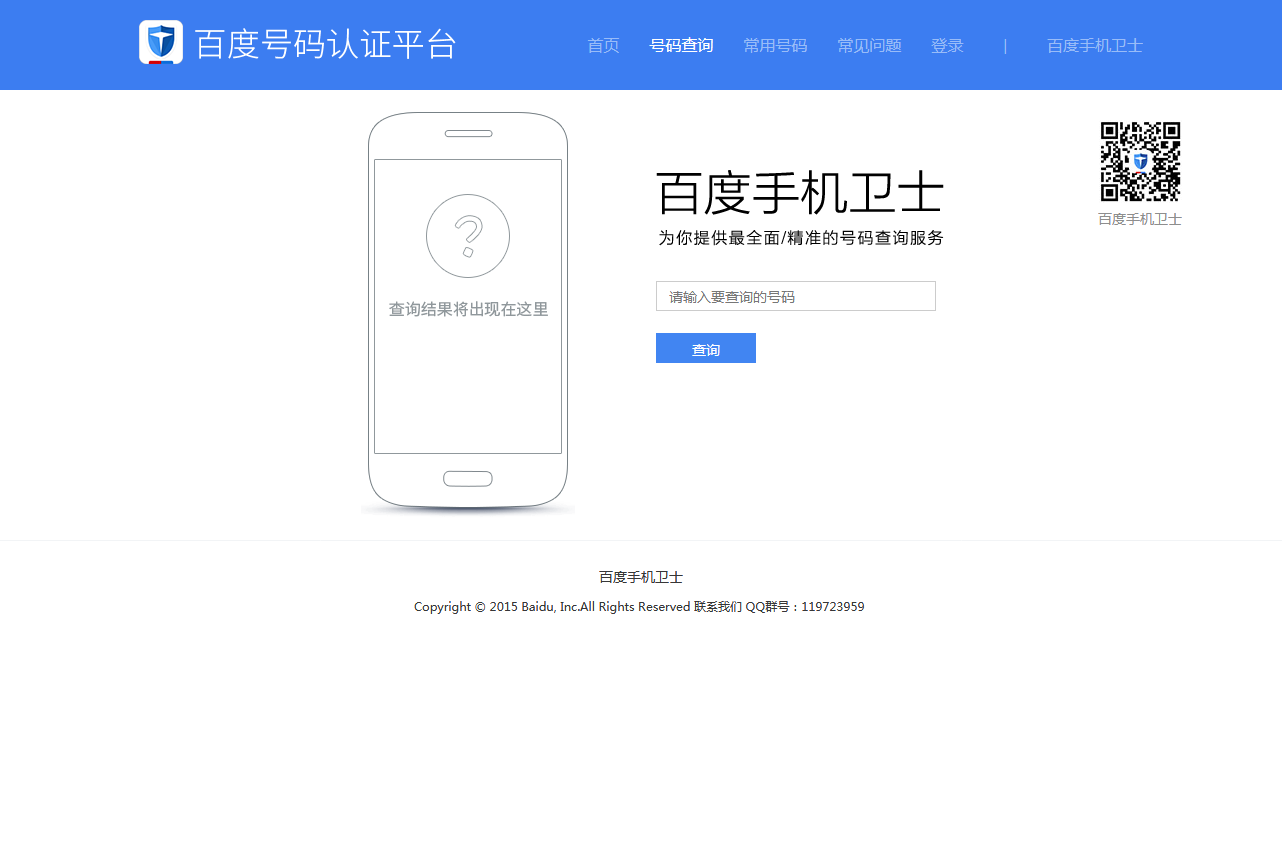 百度号码认证平台
首页 号码查询 常用号码 常见问题 登录 | 百度手机卫士
查询结果将出现在这里
百度手机卫士
为你提供最全面/精准的号码查询服务
请输入要查询的号码
查询
百度手机卫士
百度手机卫士
Copyright © 2015 Baidu, Inc.All Rights Reserved 联系我们 QQ群号：119723959